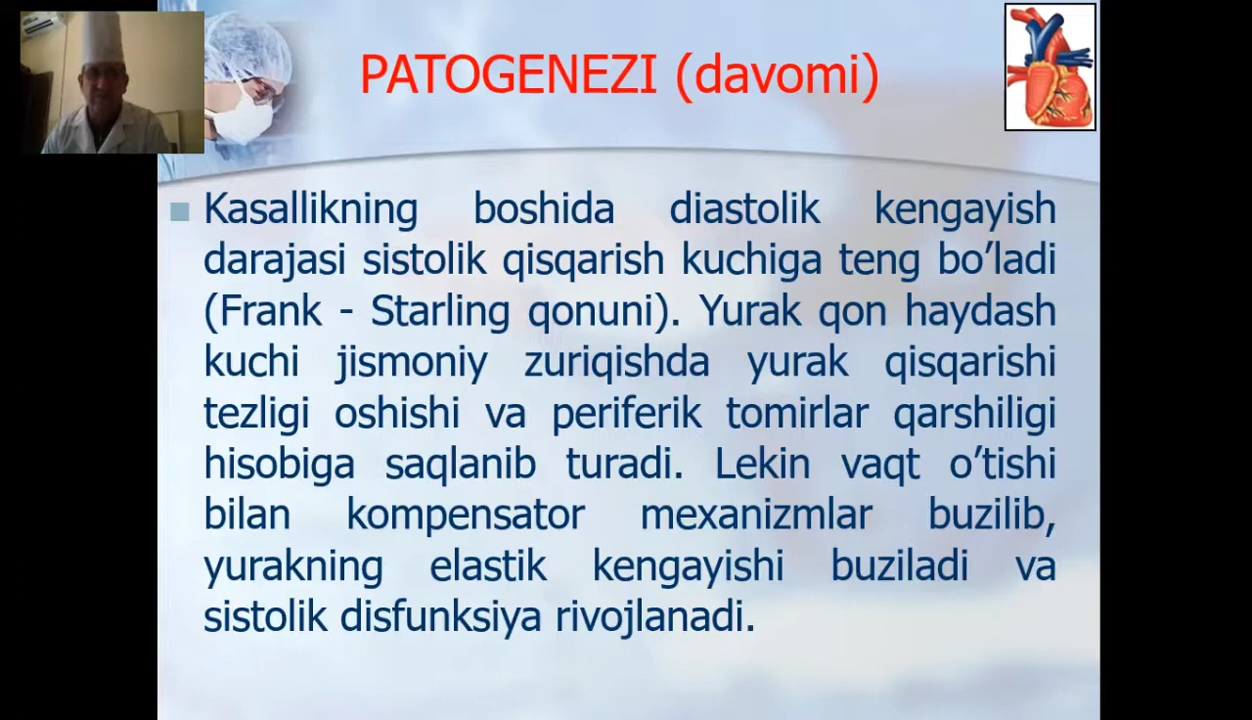 PATOGENEZI (davomi)
Kasallikning boshida diastolik kengayish
darajasi sistolik qisqarish kuchiga teng bo’ladi
(Frank - Starling qonuni). Yurak qon haydash
kuchi jismoniy zuriqishda yurak qisqarishi
tezligi oshishi va periferik tomirlar qarshiligi
hisobiga saqlanib turadi. Lekin vaqt o’tishi
bilan kompensator mexanizmlar buzilib,
yurakning elastik kengayishi buziladi va
sistolik disfunksiya rivojlanadi.